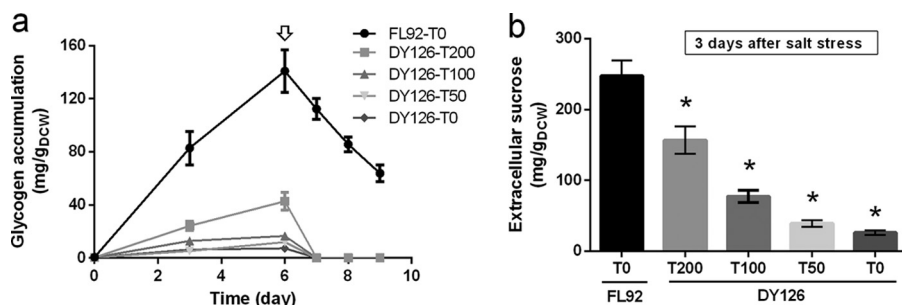 a
Glycogen accumulation
(mg/gDCW)
160
120
80
40
0
0
2
4
6
8
10
Time (day)
FL92-T0
DY126-T200
DY126-T100
DY126-T50
DY126-T0
b
Extracellular sucrose
(mg/gDCW)
300
200
100
0
3 days after salt stress
*
*
*
*
T0
T200
T100
T50
T0
FL92
DY126